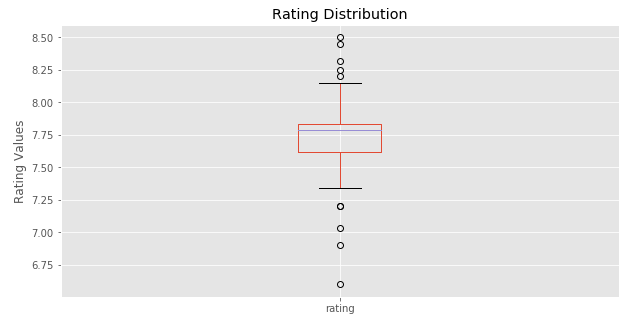 Rating Distribution
8.50
8.25
8.00
7.75
7.50
7.25
7.00
6.75
Rating Values
rating